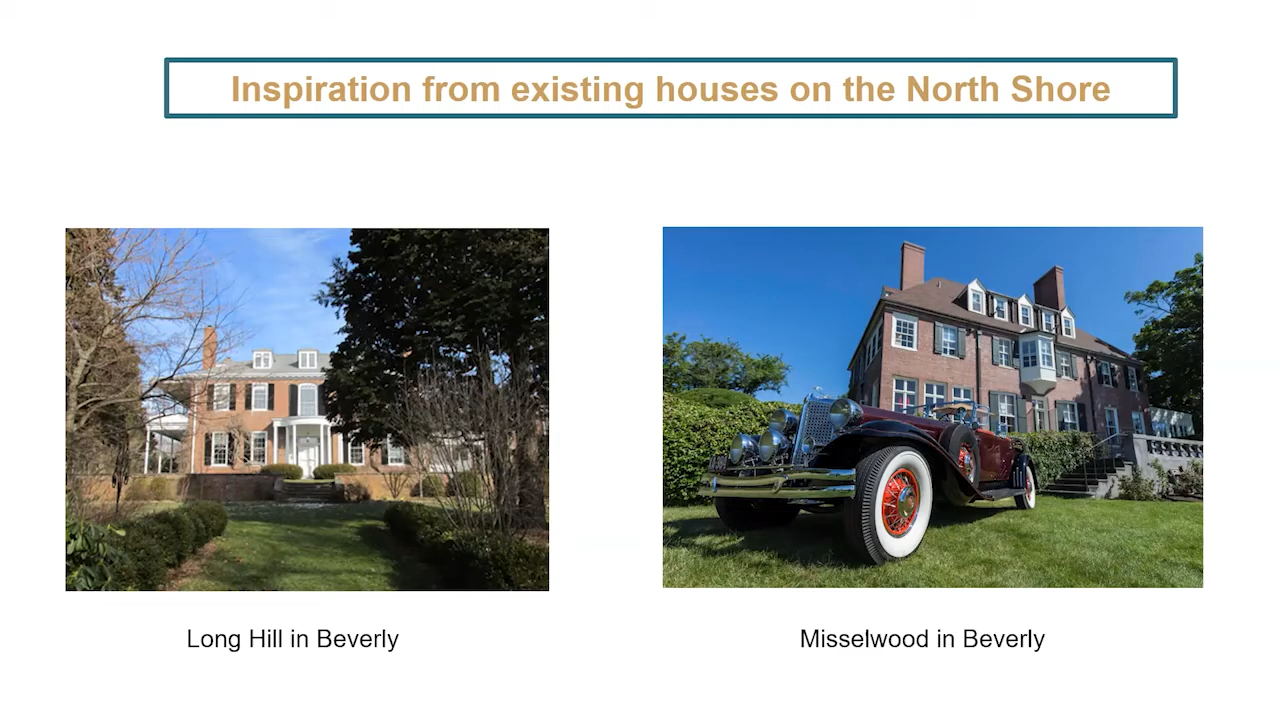 Inspiration from existing houses on the North Shore
Long Hill in Beverly
Misselwood in Beverly